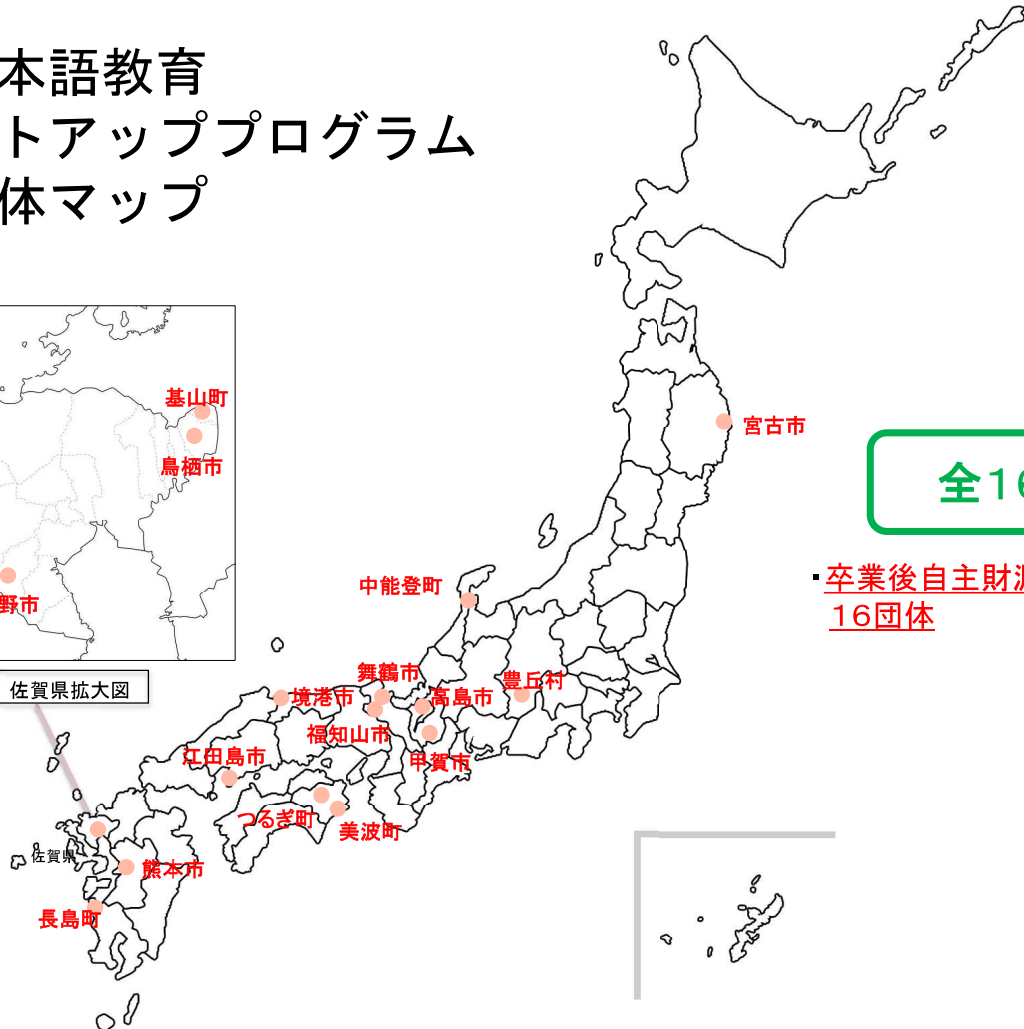 本語教育
トアッププログラム
体マップ
基山町
鳥栖市
野市
佐賀県拡大図
宮古市
全16
・卒業後自主財源
16団体
中能登町
舞鶴市
豊丘村
境港市
高島市
福知山市
甲賀市
江田島市
つるぎ町
美波町
佐賀県
熊本市
長島町